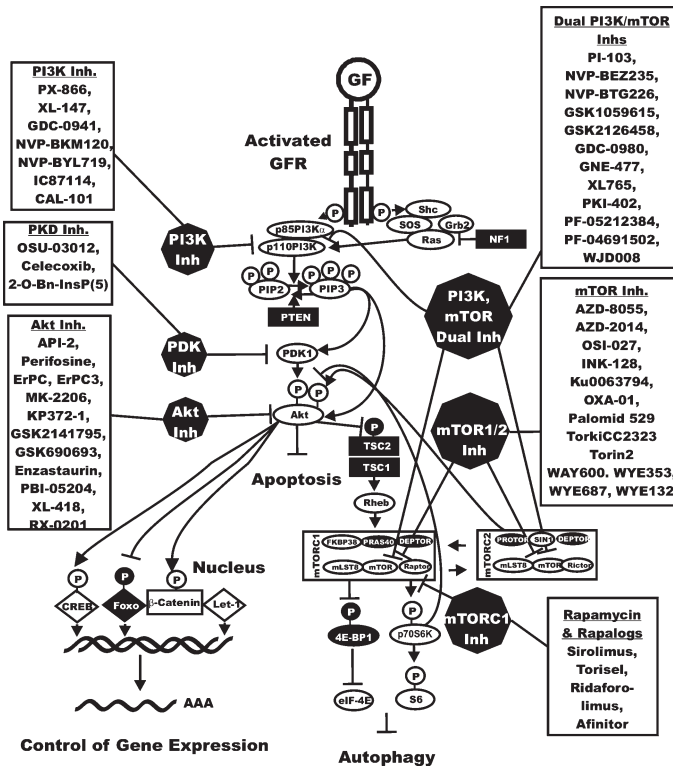 PI3K Inh.
PX-866,
XL-147,
GDC-0941,
NVP-BKM120,
NVP-BYL719,
IC87114,
CAL-101
PKD Inh.
OSU-03012,
Celecoxib,
2-O-Bn-InsP(5)
Akt Inh.
API-2,
Perifosine,
ErPC, ErPC3,
MK-2206,
KP372-1,
GSK2141795,
GSK690693,
Enzastaurin,
PBI-05204,
XL-418,
RX-0201
PI3K
Inh
PDK
Inh
Akt
Inh
GF
Activated
GFR
P
P
Shc
p85PI3Kα
SOS
Grb2
p110PI3K
Ras
NF1
P
P
P
P
P
PIP2
PIP3
PTEN
PDK1
P
P
Akt
P
TSC2
TSC1
Apoptosis
Rheb
mTORC1
FKBP38
PRAS40
DEPTOR
mLST8
mTOR
Raptor
mTORC2
PROTOR
SIN1
DEPTOR
mLST8
mTOR
Rictor
P
4E-BP1
eIF-4E
P
p70S6K
P
S6
Autophagy
Nucleus
P
P
P
CREB
Foxo
β-Catenin
Let-1
AAA
Control of Gene Expression
PI3K,
mTOR
Dual Inh
mTOR1/2
Inh
mTORC1
Inh
Dual PI3K/mTOR
Inhs
PI-103,
NVP-BEZ235,
NVP-BTG226,
GSK1059615,
GSK2126458,
GDC-0980,
GNE-477,
XL765,
PKI-402,
PF-05212384,
PF-04691502,
WJD008
mTOR Inh.
AZD-8055,
AZD-2014,
OSI-027,
INK-128,
Ku0063794,
OXA-01,
Palomid 529
TorkiCC2323
Torin2
WAY600. WYE353,
WYE687, WYE132
Rapamycin
& Rapalogs
Sirolimus,
Torisel,
Ridaforo-
limus,
Afinitor